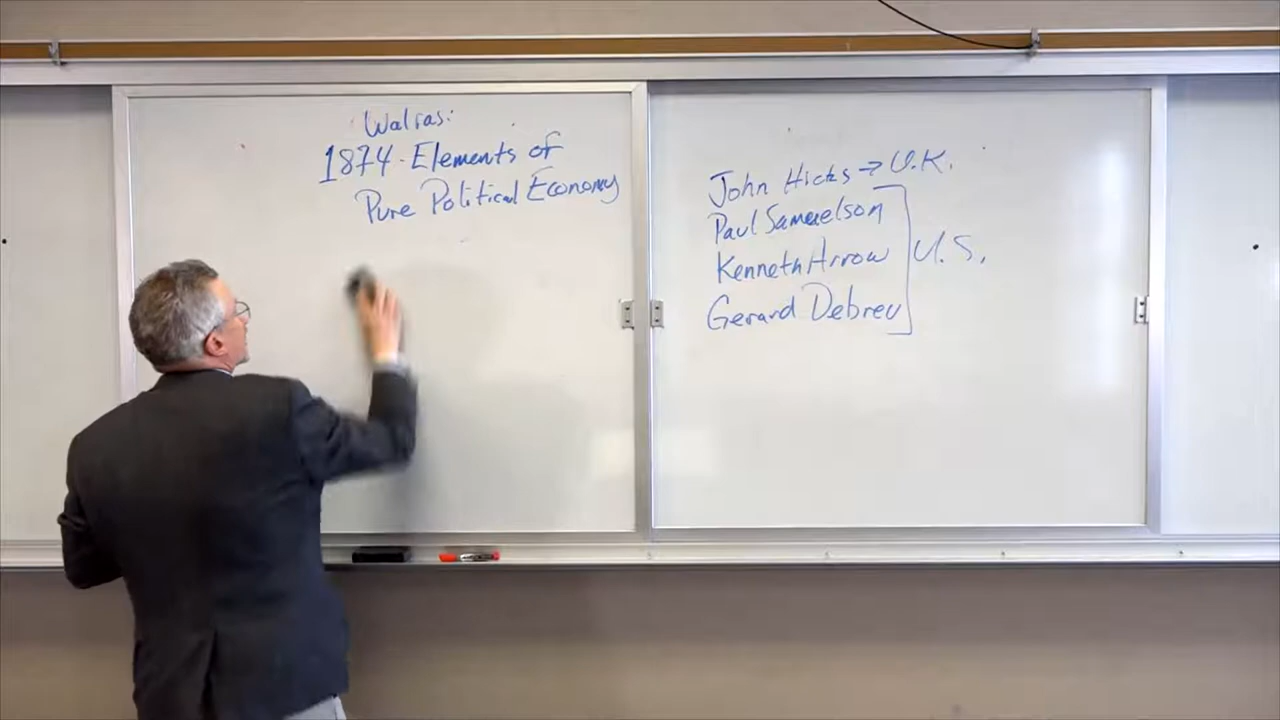 Walras:
1874 - Elements of
Pure Political Economy
John Hicks → U.K.
Paul Samuelson
Kenneth Arrow
U.S.
Gerard Debreu